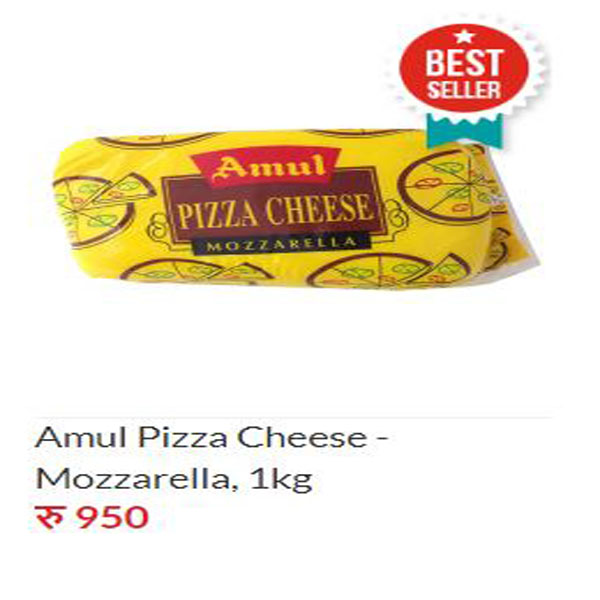 BEST
SELLER
Amul
PIZZA CHEESE
MOZZARELLA
Amul Pizza Cheese -
Mozzarella, 1kg
रु 950